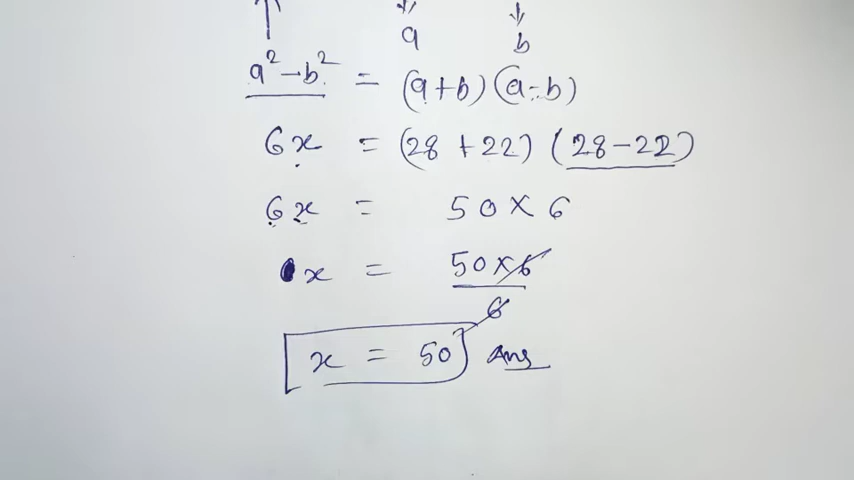 a b
a² - b² = (a+b) (a-b)
6x = (28 + 22) (28 - 22)
6x = 50 × 6
x = 50×6
6
x = 50 Ans